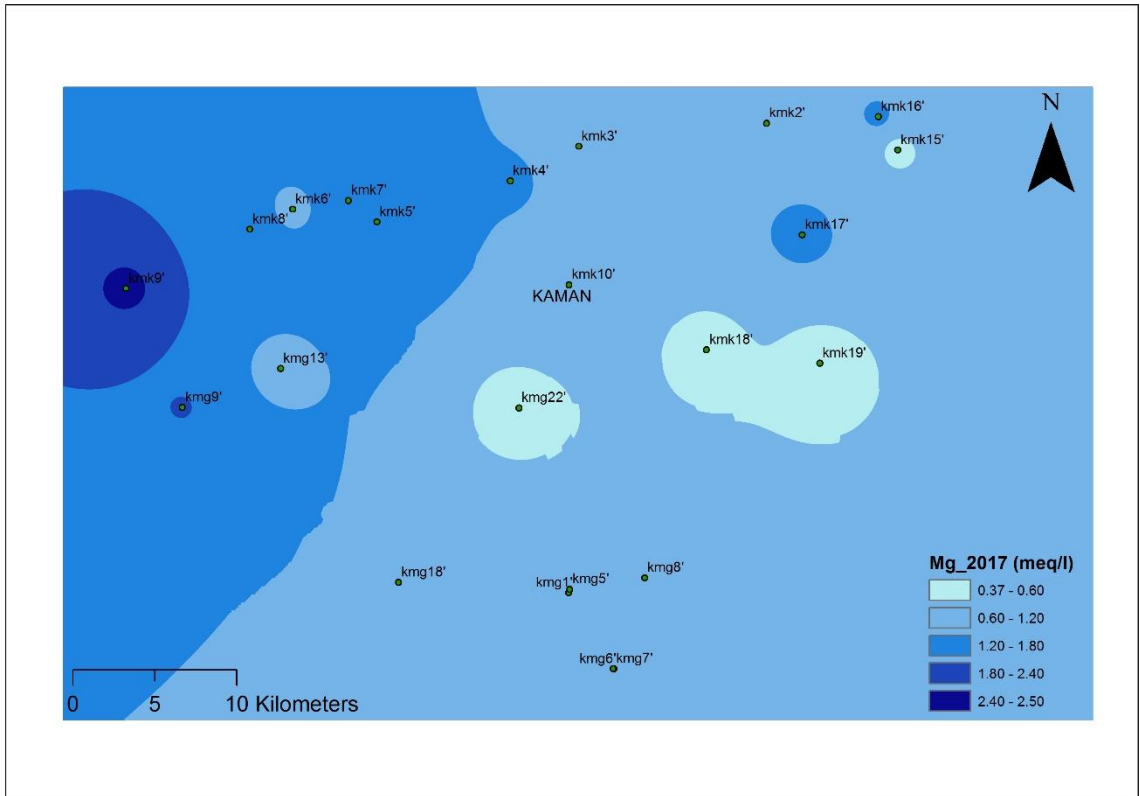 N
kmk16'
kmk2'
kmk15'
kmk3'
kmk4'
kmk7'
kmk6'
kmk5'
kmk8'
kmk17'
kmk9'
kmk10'
KAMAN
kmk18'
kmg13'
kmk19'
kmg9'
kmg22'
kmg18'
kmg1'
kmg5'
kmg8'
kmg6'
kmg7'
Mg_2017 (meq/l)
0.37 - 0.60
0.60 - 1.20
1.20 - 1.80
1.80 - 2.40
2.40 - 2.50
0 5 10 Kilometers